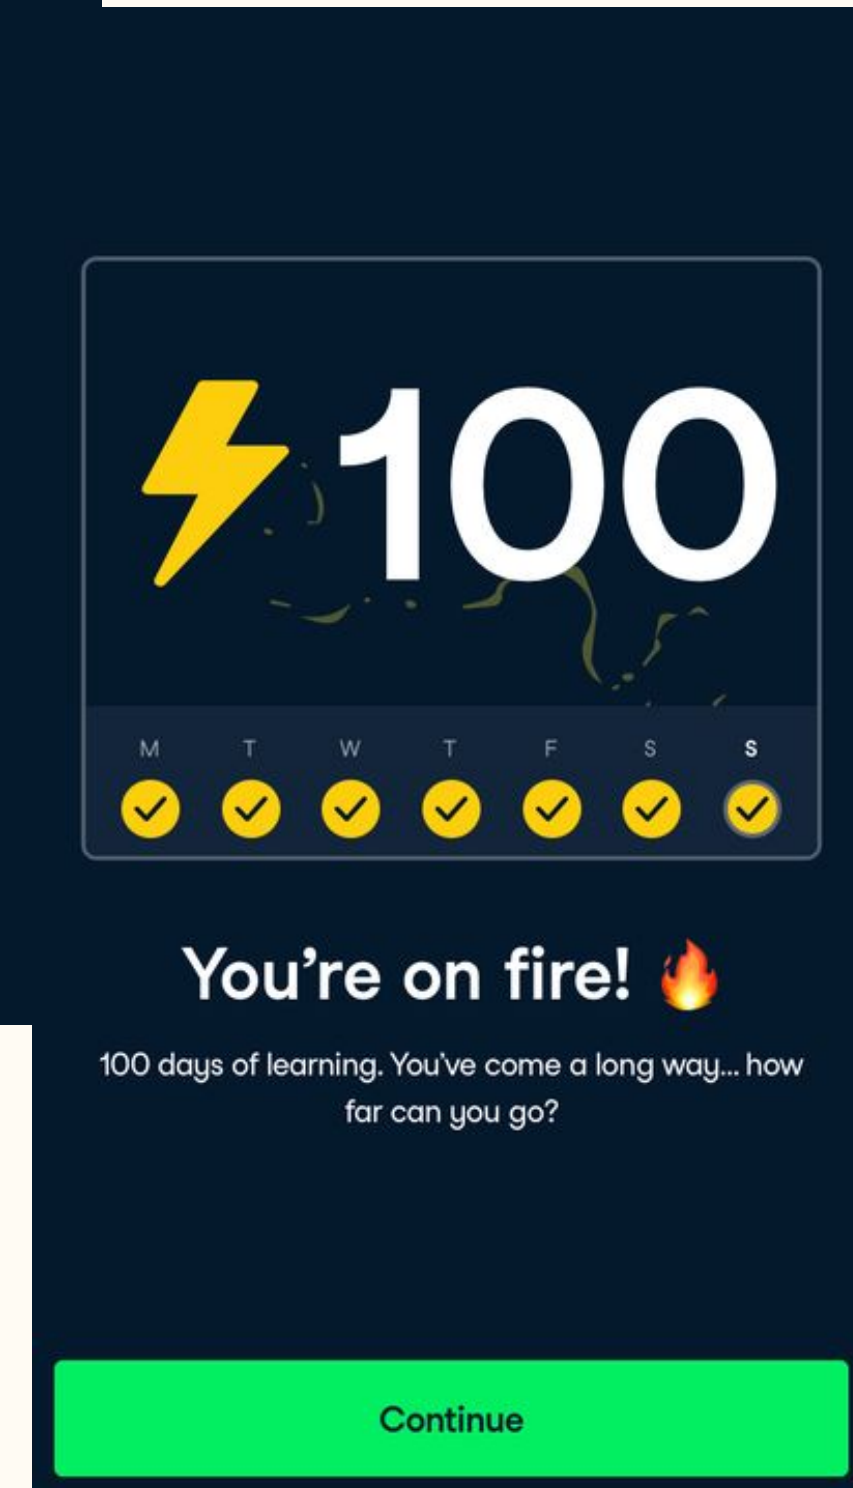 100
M T W T F S S
You're on fire! 🔥
100 days of learning. You've come a long way... how
far can you go?
Continue